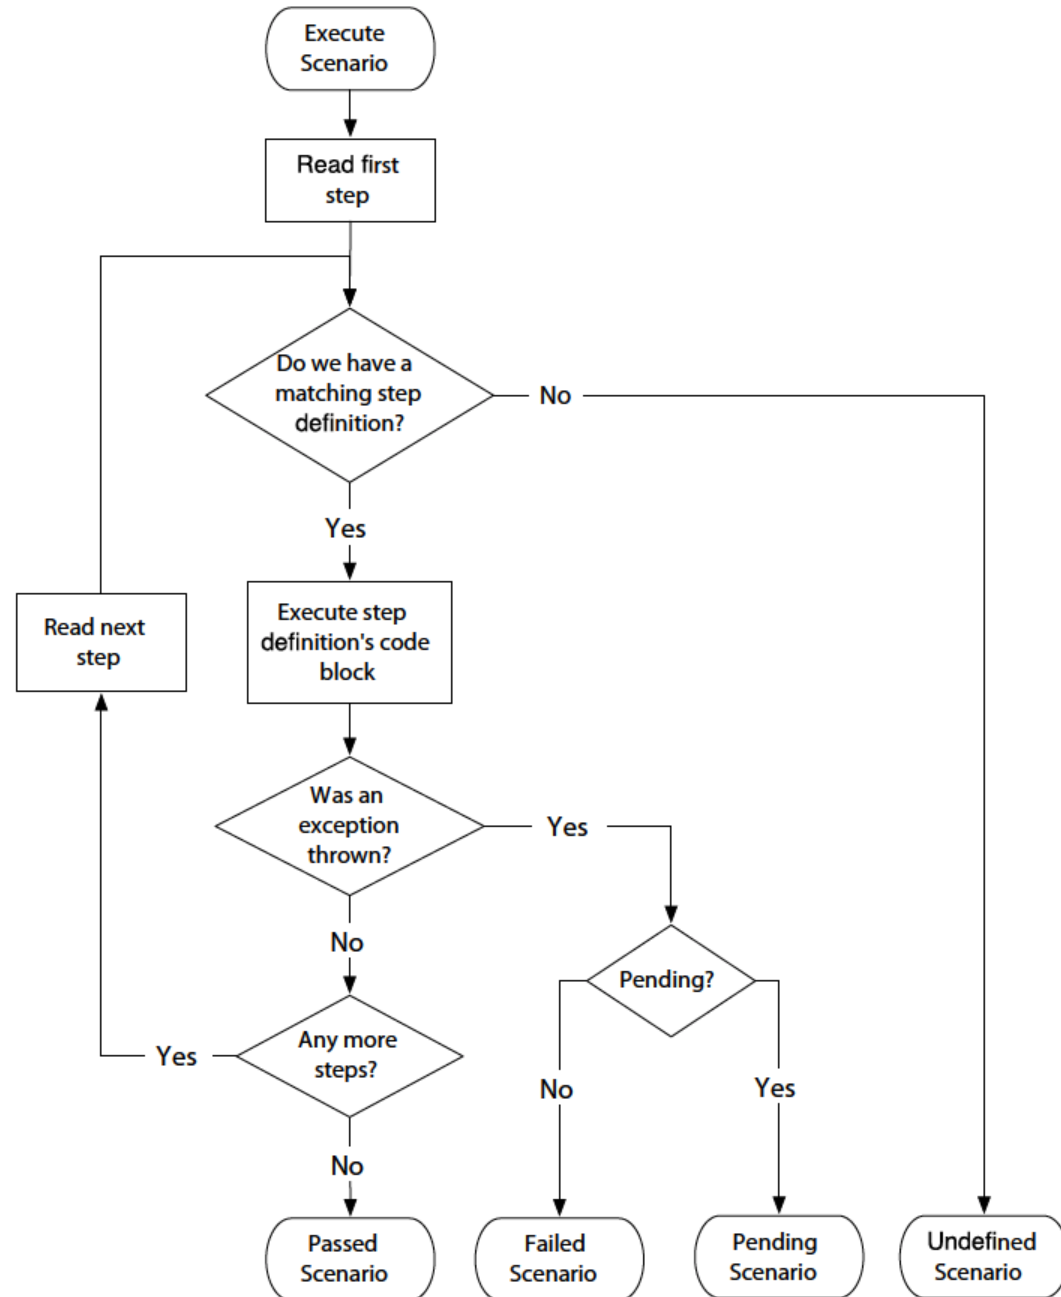 Execute
Scenario
Read first
step
Do we have a
matching step
definition?
No
Yes
Execute step
definition's code
block
Read next
step
Was an
exception
thrown?
Yes
No
Pending?
Any more
steps?
Yes
No
Yes
No
Passed
Scenario
Failed
Scenario
Pending
Scenario
Undefined
Scenario